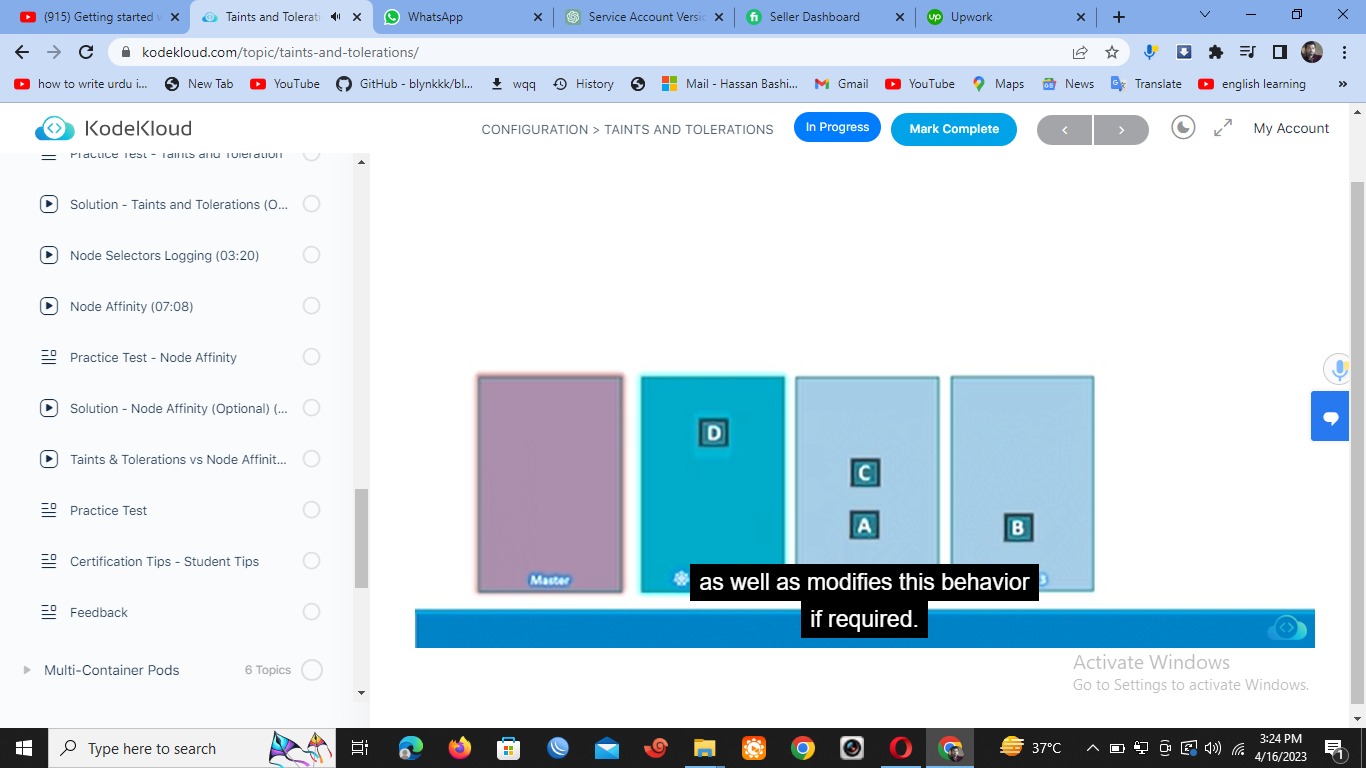 (915) Getting started w
Taints and Tolerati
WhatsApp
Service Account Versio
Seller Dashboard
Upwork
kodekloud.com/topic/taints-and-tolerations/
how to write urdu i...
New Tab
YouTube
GitHub - blynkkk/bl...
wqq
History
Mail - Hassan Bashi...
Gmail
YouTube
Maps
News
Translate
english learning
»
KodeKloud
CONFIGURATION > TAINTS AND TOLERATIONS
In Progress
Mark Complete
My Account
Practice Test - Taints and Toleration
Solution - Taints and Tolerations (O...
Node Selectors Logging (03:20)
Node Affinity (07:08)
Practice Test - Node Affinity
Solution - Node Affinity (Optional) (...
Taints & Tolerations vs Node Affinit...
Practice Test
Certification Tips - Student Tips
Feedback
Multi-Container Pods
6 Topics
D
C
A
B
Master
as well as modifies this behavior
if required.
Activate Windows
Go to Settings to activate Windows.
Type here to search
37°C
3:24 PM
4/16/2023
1